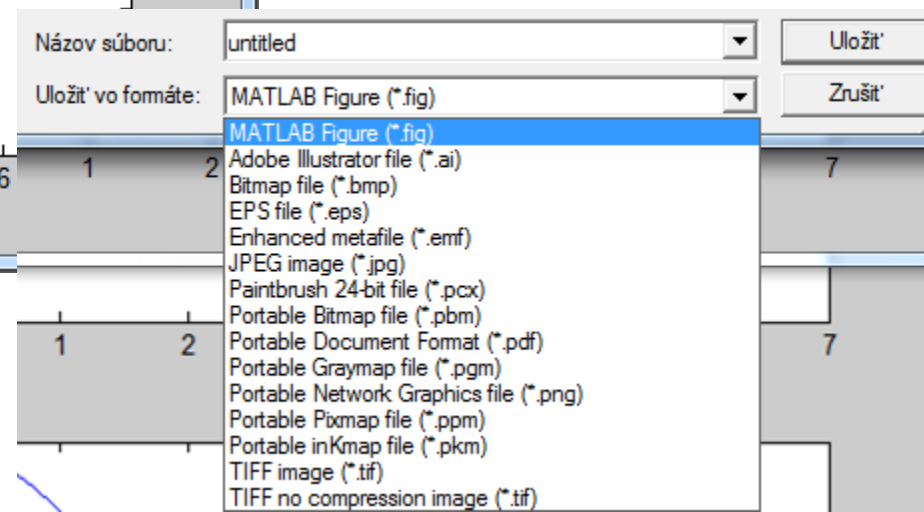 Názov súboru: untitled Uložiť
Uložiť vo formáte: MATLAB Figure (*.fig) Zrušiť
MATLAB Figure (*.fig)
6 1 2 7
Adobe Illustrator file (*.ai)
Bitmap file (*.bmp)
EPS file (*.eps)
Enhanced metafile (*.emf)
JPEG image (*.jpg)
Paintbrush 24-bit file (*.pcx)
Portable Bitmap file (*.pbm)
1 2 7
Portable Document Format (*.pdf)
Portable Graymap file (*.pgm)
Portable Network Graphics file (*.png)
Portable Pixmap file (*.ppm)
Portable inKmap file (*.pkm)
TIFF image (*.tif)
TIFF no compression image (*.tif)